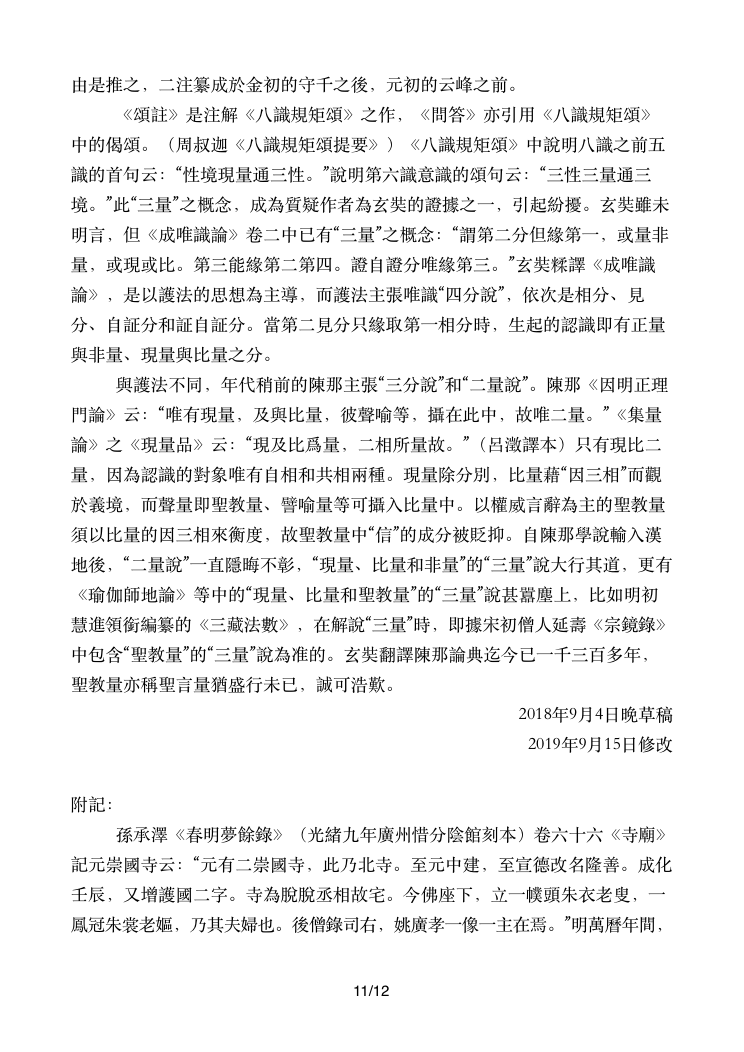 由是推之，二注纂成於金初的守千之後，元初的云峰之前。
《頌註》是注解《八識規矩頌》之作，《問答》亦引用《八識規矩頌》
中的偈頌。（周叔迦《八識規矩頌提要》）《八識規矩頌》中說明八識之前五
識的首句云：“性境現量通三性。”說明第六識意識的頌句云：“三性三量通三
境。”此“三量”之概念，成為質疑作者為玄奘的證據之一，引起紛擾。玄奘雖未
明言，但《成唯識論》卷二中已有“三量”之概念：“謂第二分但緣第一，或量非
量，或現或比。第三能緣第二第四。證自證分唯緣第三。”玄奘糅譯《成唯識
論》，是以護法的思想為主導，而護法主張唯識“四分說”，依次是相分、見
分、自証分和証自証分。當第二見分只緣取第一相分時，生起的認識即有正量
與非量、現量與比量之分。
與護法不同，年代稍前的陳那主張“三分說”和“二量說”。陳那《因明正理
門論》云：“唯有現量，及與比量，彼聲喻等，攝在此中，故唯二量。”《集量
論》之《現量品》云：“現及比爲量，二相所量故。”（呂澂譯本）只有現比二
量，因為認識的對象唯有自相和共相兩種。現量除分別，比量藉“因三相”而觀
於義境，而聲量即聖教量、譬喻量等可攝入比量中。以權威言辭為主的聖教量
須以比量的因三相來衡度，故聖教量中“信”的成分被貶抑。自陳那學說輸入漢
地後，“二量說”一直隱晦不彰，“現量、比量和非量”的“三量”說大行其道，更有
《瑜伽師地論》等中的“現量、比量和聖教量”的“三量”說甚囂塵上，比如明初
慧進領銜編纂的《三藏法數》，在解說“三量”時，即據宋初僧人延壽《宗鏡錄》
中包含“聖教量”的“三量”說為准的。玄奘翻譯陳那論典迄今已一千三百多年，
聖教量亦稱聖言量猶盛行未已，誠可浩歎。
2018年9月4日晚草稿
2019年9月15日修改
附記：
孫承澤《春明夢餘錄》（光緒九年廣州惜分陰館刻本）卷六十六《寺廟》
記元崇國寺云：“元有二崇國寺，此乃北寺。至元中建，至宣德改名隆善。成化
壬辰，又增護國二字。寺為脫脫丞相故宅。今佛座下，立一幞頭朱衣老叟，一
鳳冠朱裳老嫗，乃其夫婦也。後僧錄司右，姚廣孝一像一主在焉。”明萬曆年間，
11/12